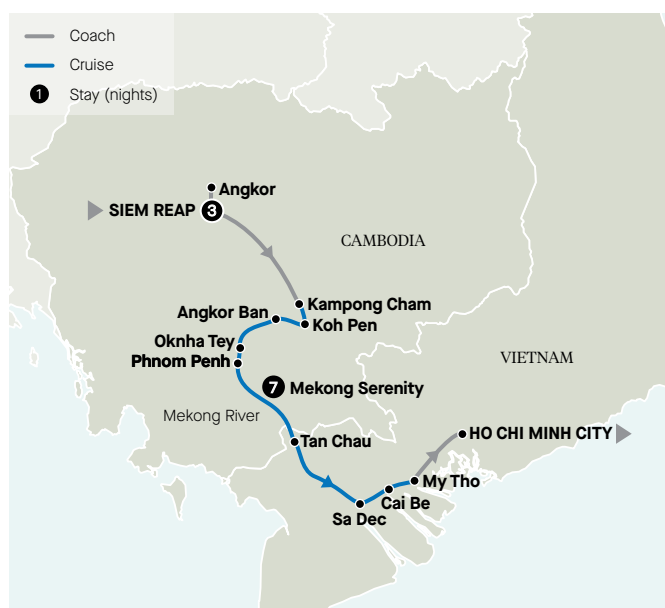 Coach
Cruise
1 Stay (nights)
Angkor
SIEM REAP 3
CAMBODIA
Kampong Cham
Angkor Ban
Koh Pen
Oknha Tey
Phnom Penh
VIETNAM
7 Mekong Serenity
Mekong River
HO CHI MINH CITY
Tan Chau
My Tho
Cai Be
Sa Dec